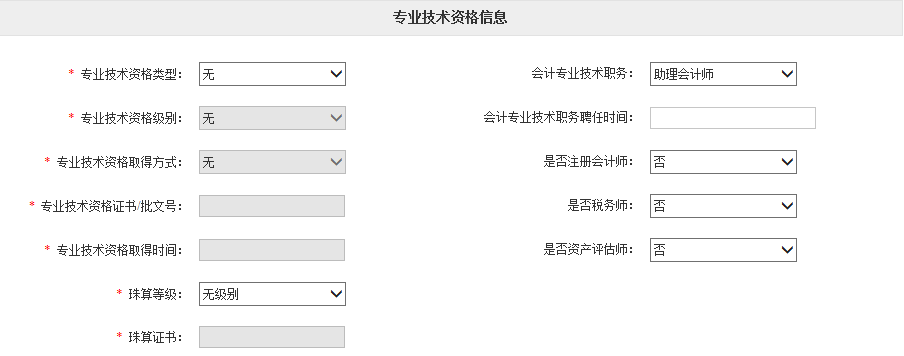 专业技术资格信息
* 专业技术资格类型： 无 会计专业技术职务： 助理会计师
* 专业技术资格级别： 无 会计专业技术职务聘任时间：
* 专业技术资格取得方式： 无 是否注册会计师： 否
* 专业技术资格证书/批文号： 是否税务师： 否
* 专业技术资格取得时间： 是否资产评估师： 否
* 珠算等级： 无级别
* 珠算证书：